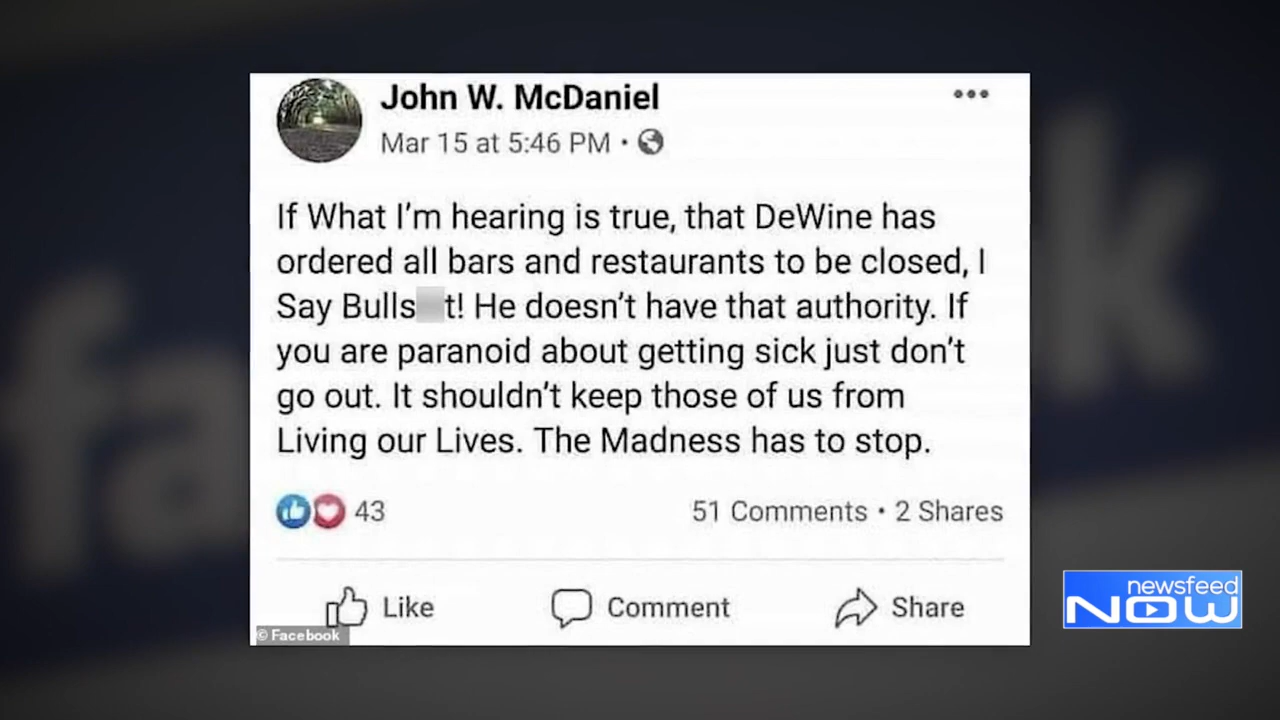 John W. McDaniel
Mar 15 at 5:46 PM •
If What I'm hearing is true, that DeWine has
ordered all bars and restaurants to be closed, I
Say Bulls t! He doesn't have that authority. If
you are paranoid about getting sick just don't
go out. It shouldn't keep those of us from
Living our Lives. The Madness has to stop.
43
51 Comments • 2 Shares
Like
Comment
Share
© Facebook
newsfeed
NOW
fa
k